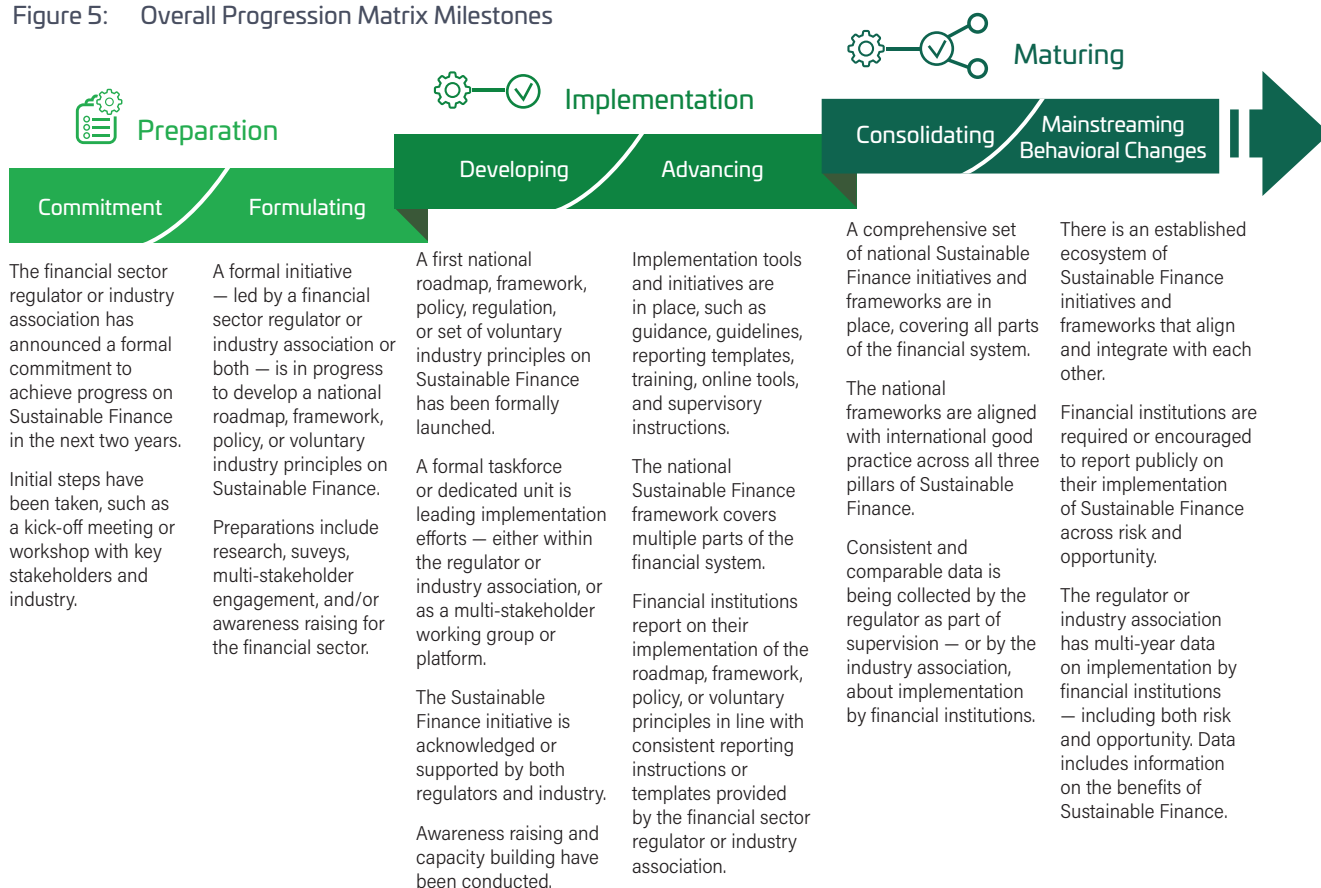 Figure 5: Overall Progression Matrix Milestones
Preparation
Commitment
Formulating
The financial sector
regulator or industry
association has
announced a formal
commitment to
achieve progress on
Sustainable Finance
in the next two years.
Initial steps have
been taken, such as
a kick-off meeting or
workshop with key
stakeholders and
industry.
A formal initiative
— led by a financial
sector regulator or
industry association or
both — is in progress
to develop a national
roadmap, framework,
policy, or voluntary
industry principles on
Sustainable Finance.
Preparations include
research, suveys,
multi-stakeholder
engagement, and/or
awareness raising for
the financial sector.
Implementation
Developing
Advancing
A first national
roadmap, framework,
policy, regulation,
or set of voluntary
industry principles on
Sustainable Finance
has been formally
launched.
A formal taskforce
or dedicated unit is
leading implementation
efforts — either within
the regulator or
industry association, or
as a multi-stakeholder
working group or
platform.
The Sustainable
Finance initiative is
acknowledged or
supported by both
regulators and industry.
Awareness raising and
capacity building have
been conducted.
Implementation tools
and initiatives are
in place, such as
guidance, guidelines,
reporting templates,
training, online tools,
and supervisory
instructions.
The national
Sustainable Finance
framework covers
multiple parts of the
financial system.
Financial institutions
report on their
implementation of the
roadmap, framework,
policy, or voluntary
principles in line with
consistent reporting
instructions or
templates provided
by the financial sector
regulator or industry
association.
Maturing
Consolidating
Mainstreaming
Behavioral Changes
A comprehensive set
of national Sustainable
Finance initiatives and
frameworks are in
place, covering all parts
of the financial system.
The national
frameworks are aligned
with international good
practice across all three
pillars of Sustainable
Finance.
Consistent and
comparable data is
being collected by the
regulator as part of
supervision — or by the
industry association,
about implementation
by financial institutions.
There is an established
ecosystem of
Sustainable Finance
initiatives and
frameworks that align
and integrate with each
other.
Financial institutions are
required or encouraged
to report publicly on
their implementation
of Sustainable Finance
across risk and
opportunity.
The regulator or
industry association
has multi-year data
on implementation by
financial institutions
— including both risk
and opportunity. Data
includes information
on the benefits of
Sustainable Finance.